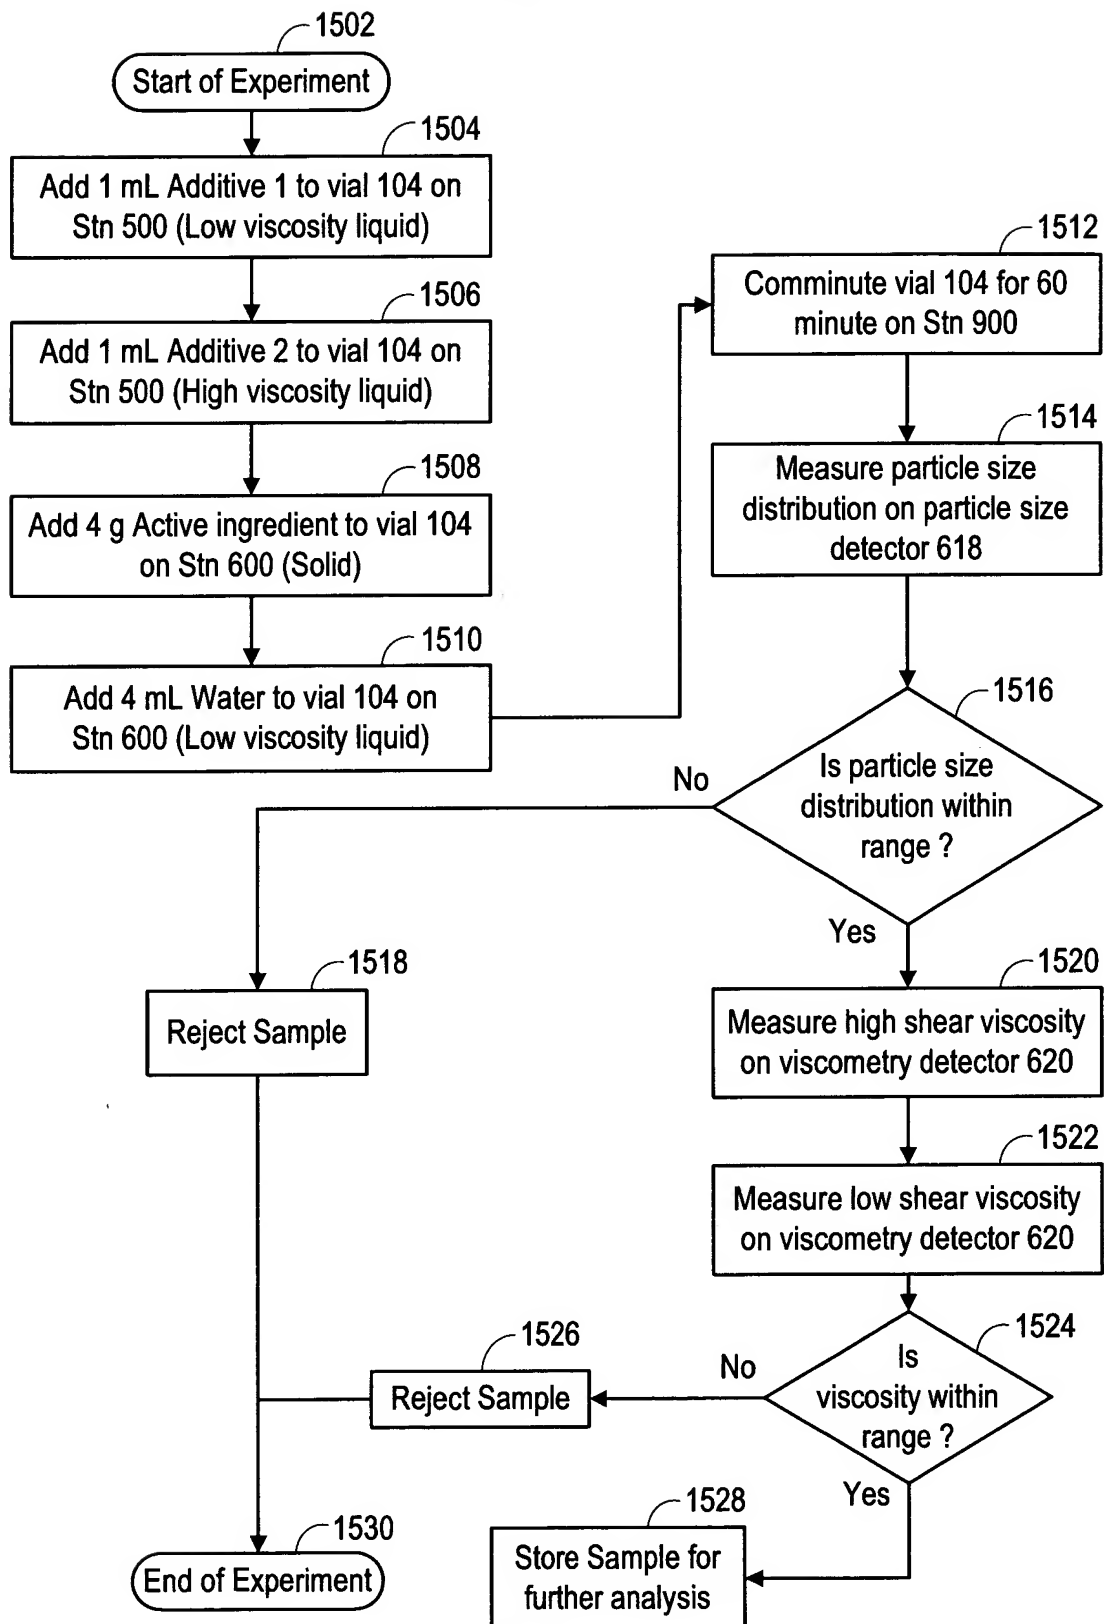 1502
Start of Experiment
1504
Add 1 mL Additive 1 to vial 104 on
Stn 500 (Low viscosity liquid)
1506
Add 1 mL Additive 2 to vial 104 on
Stn 500 (High viscosity liquid)
1508
Add 4 g Active ingredient to vial 104
on Stn 600 (Solid)
1510
Add 4 mL Water to vial 104 on
Stn 600 (Low viscosity liquid)
1512
Comminute vial 104 for 60
minute on Stn 900
1514
Measure particle size
distribution on particle size
detector 618
1516
Is particle size
distribution within
range ?
No
Yes
1518
Reject Sample
1520
Measure high shear viscosity
on viscometry detector 620
1522
Measure low shear viscosity
on viscometry detector 620
1524
Is
viscosity within
range ?
No
Yes
1526
Reject Sample
1528
Store Sample for
further analysis
1530
End of Experiment